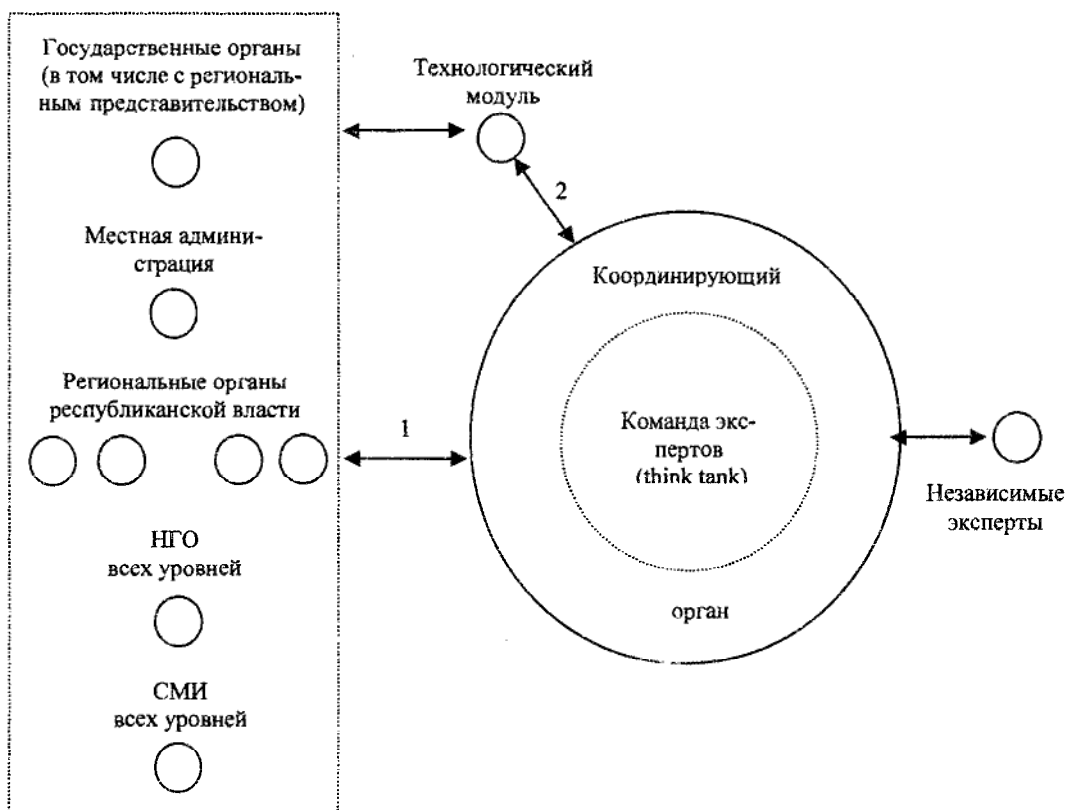 Государственные органы
(в том числе с региональ-
ным представительством)
Местная админи-
страция
Региональные органы
республиканской власти
НГО
всех уровней
СМИ
всех уровней
Технологический
модуль
2
1
Координирующий
Команда экс-
пертов
(think tank)
орган
Независимые
эксперты